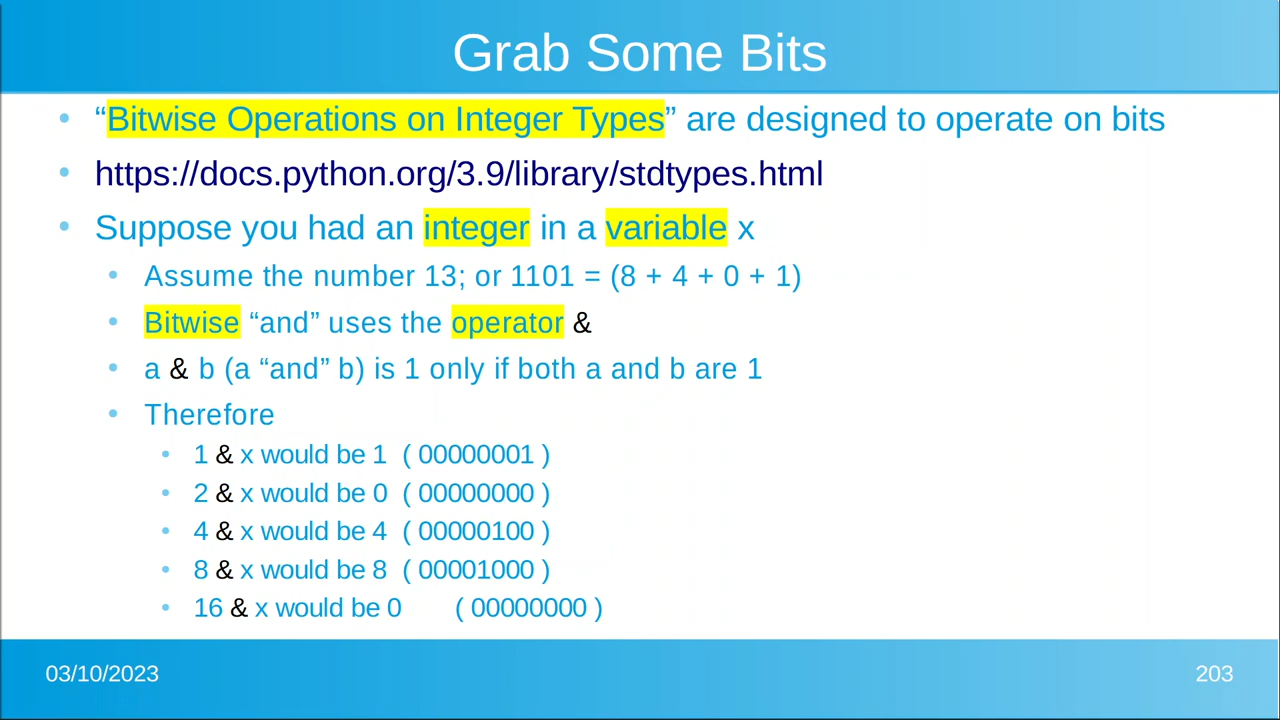 Grab Some Bits
• “Bitwise Operations on Integer Types” are designed to operate on bits
• https://docs.python.org/3.9/library/stdtypes.html
• Suppose you had an integer in a variable x
• Assume the number 13; or 1101 = (8 + 4 + 0 + 1)
• Bitwise “and” uses the operator &
• a & b (a “and” b) is 1 only if both a and b are 1
• Therefore
• 1 & x would be 1 ( 00000001 )
• 2 & x would be 0 ( 00000000 )
• 4 & x would be 4 ( 00000100 )
• 8 & x would be 8 ( 00001000 )
• 16 & x would be 0 ( 00000000 )
03/10/2023
203